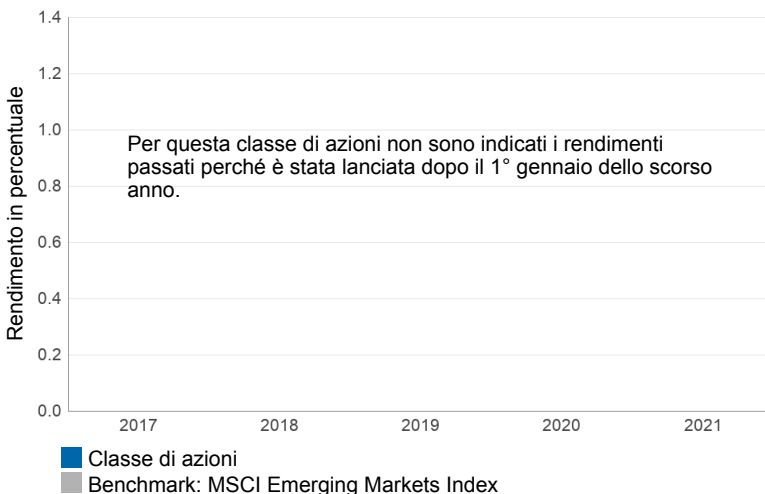 Rendimento in percentuale
1.4
1.2
1.0
0.8
0.6
0.4
0.2
0.0
Per questa classe di azioni non sono indicati i rendimenti
passati perché è stata lanciata dopo il 1° gennaio dello scorso
anno.
2017 2018 2019 2020 2021
Classe di azioni
Benchmark: MSCI Emerging Markets Index